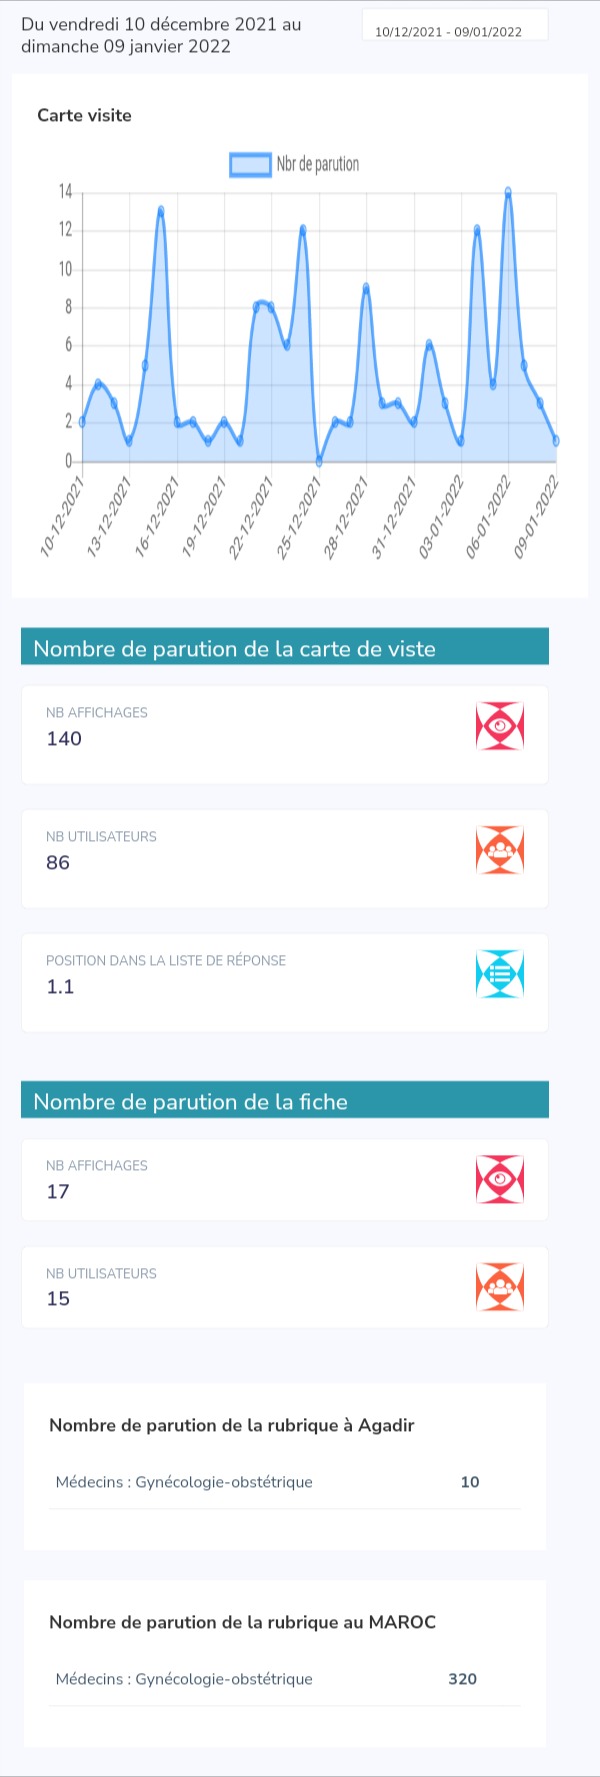 Du vendredi 10 décembre 2021 au
dimanche 09 janvier 2022
10/12/2021 - 09/01/2022
Carte visite
Nbr de parution
14
12
10
8
6
4
2
0
10-12-2021
13-12-2021
16-12-2021
19-12-2021
22-12-2021
25-12-2021
28-12-2021
31-12-2021
03-01-2022
06-01-2022
09-01-2022
Nombre de parution de la carte de viste
NB AFFICHAGES
140
NB UTILISATEURS
86
POSITION DANS LA LISTE DE RÉPONSE
1.1
Nombre de parution de la fiche
NB AFFICHAGES
17
NB UTILISATEURS
15
Nombre de parution de la rubrique à Agadir
Médecins : Gynécologie-obstétrique 10
Nombre de parution de la rubrique au MAROC
Médecins : Gynécologie-obstétrique 320